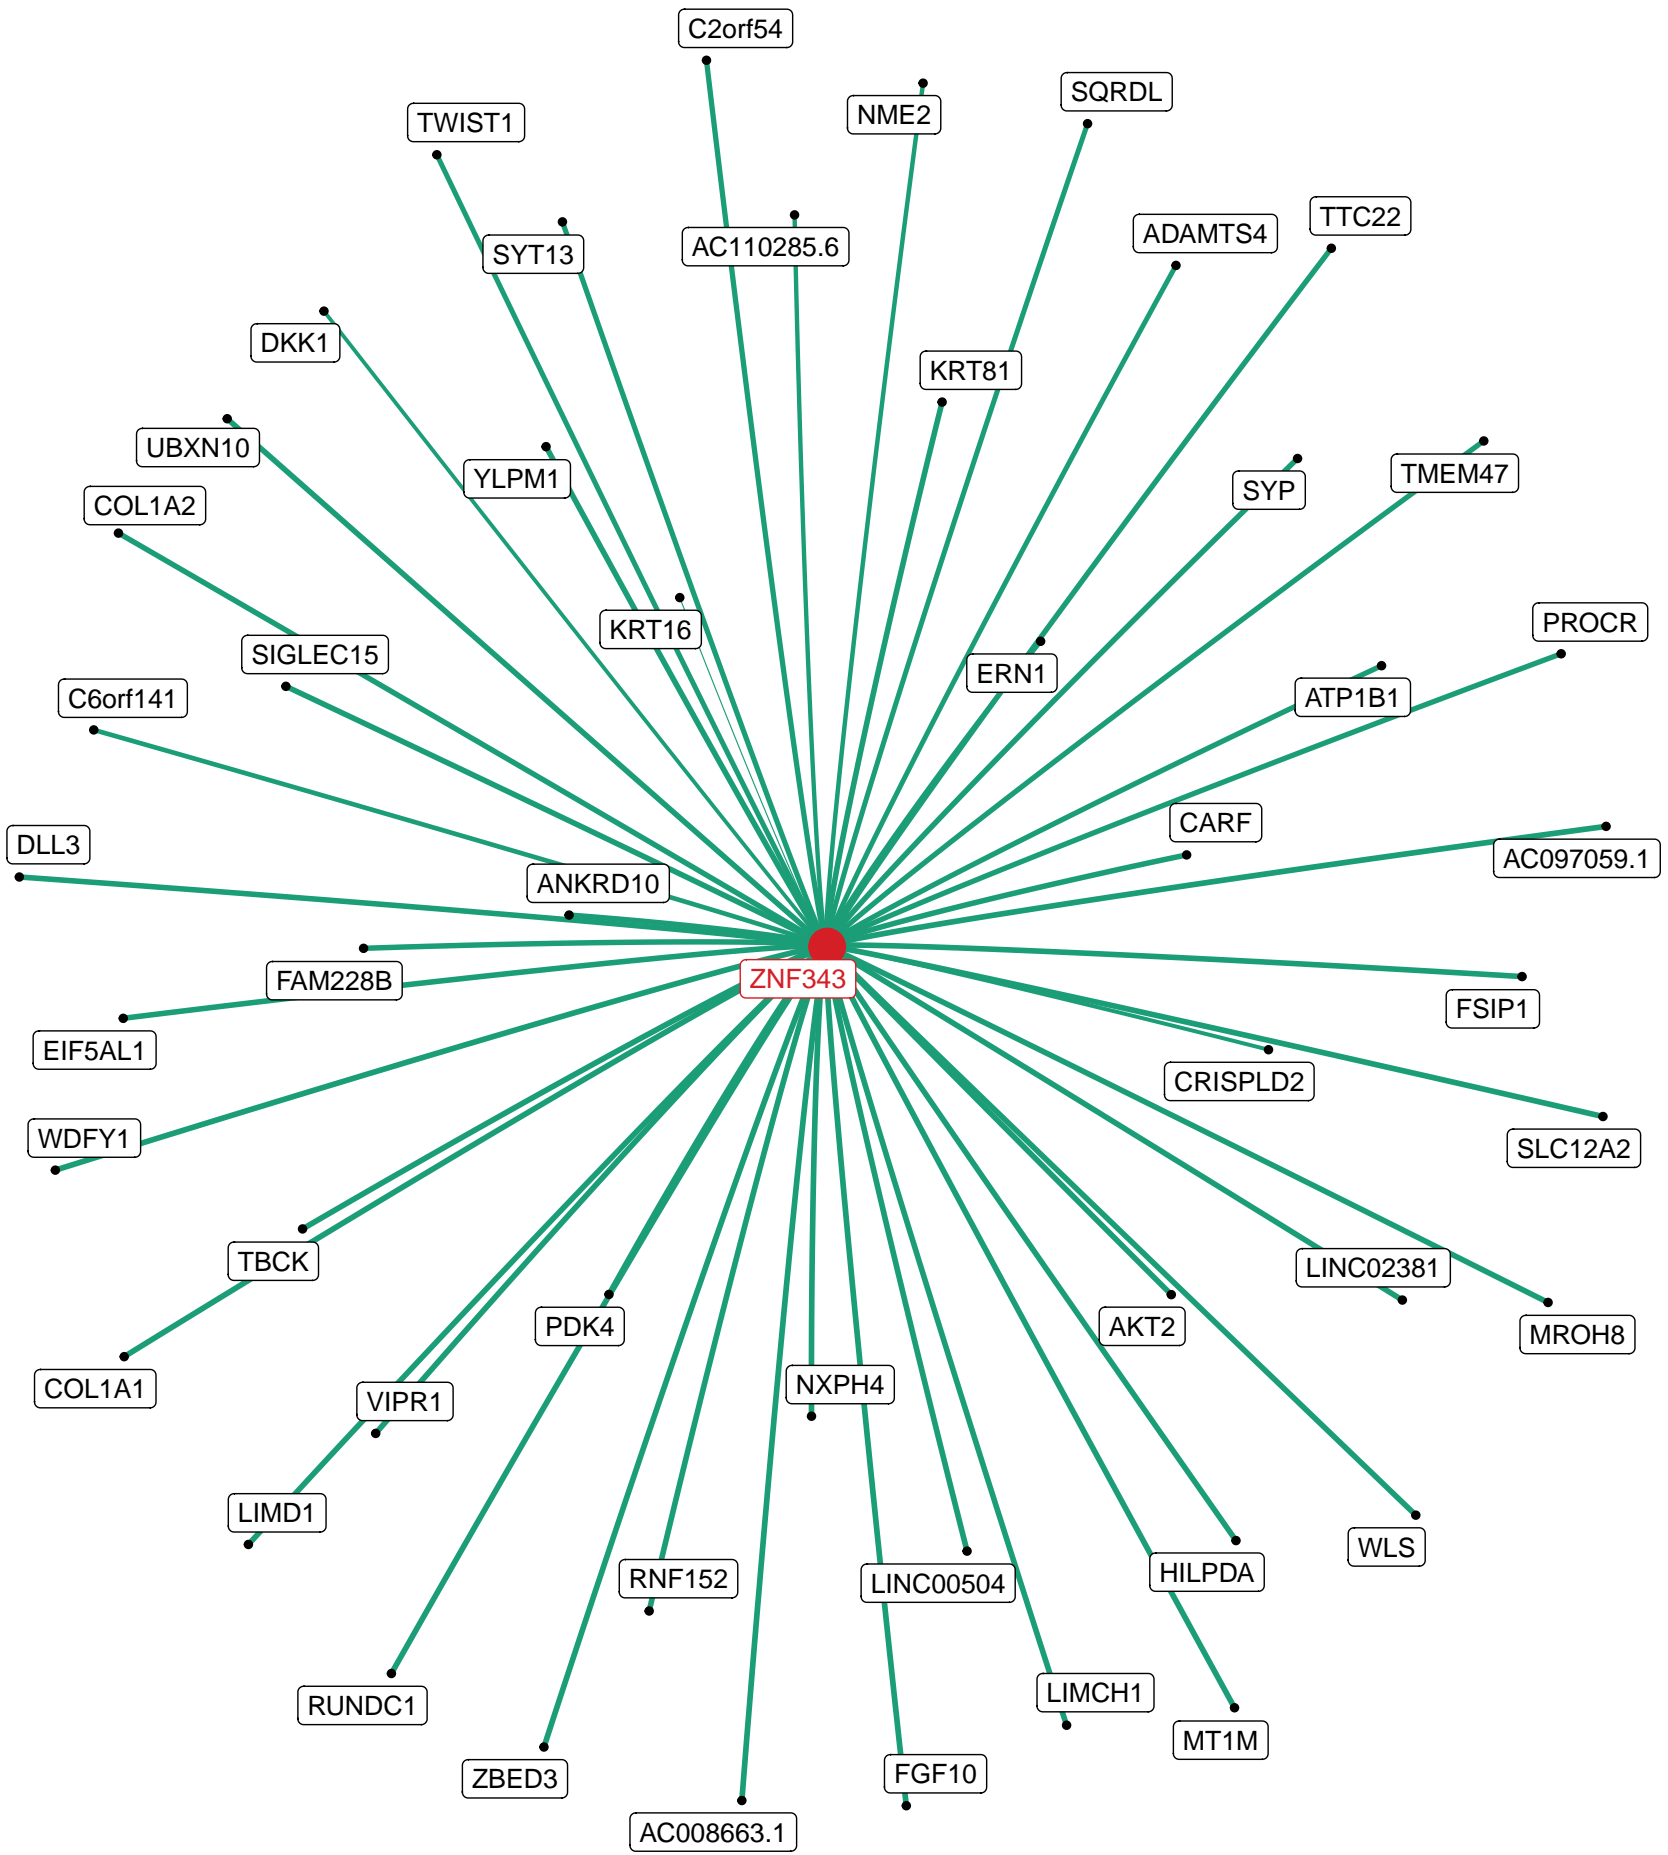 C2orf54
SQRDL
NME2
TWIST1
TTC22
ADAMTS4
AC110285.6
SYT13
DKK1
KRT81
UBXN10
TMEM47
YLPM1
SYP
COL1A2
PROCR
KRT16
SIGLEC15
ERN1
C6orf141
ATP1B1
CARF
DLL3
AC097059.1
ANKRD10
ZNF343
FAM228B
FSIP1
EIF5AL1
CRISPLD2
WDFY1
SLC12A2
TBCK
LINC02381
PDK4
AKT2
MROH8
NXPH4
COL1A1
VIPR1
LIMD1
WLS
HILPDA
RNF152
LINC00504
LIMCH1
RUNDC1
MT1M
FGF10
ZBED3
AC008663.1